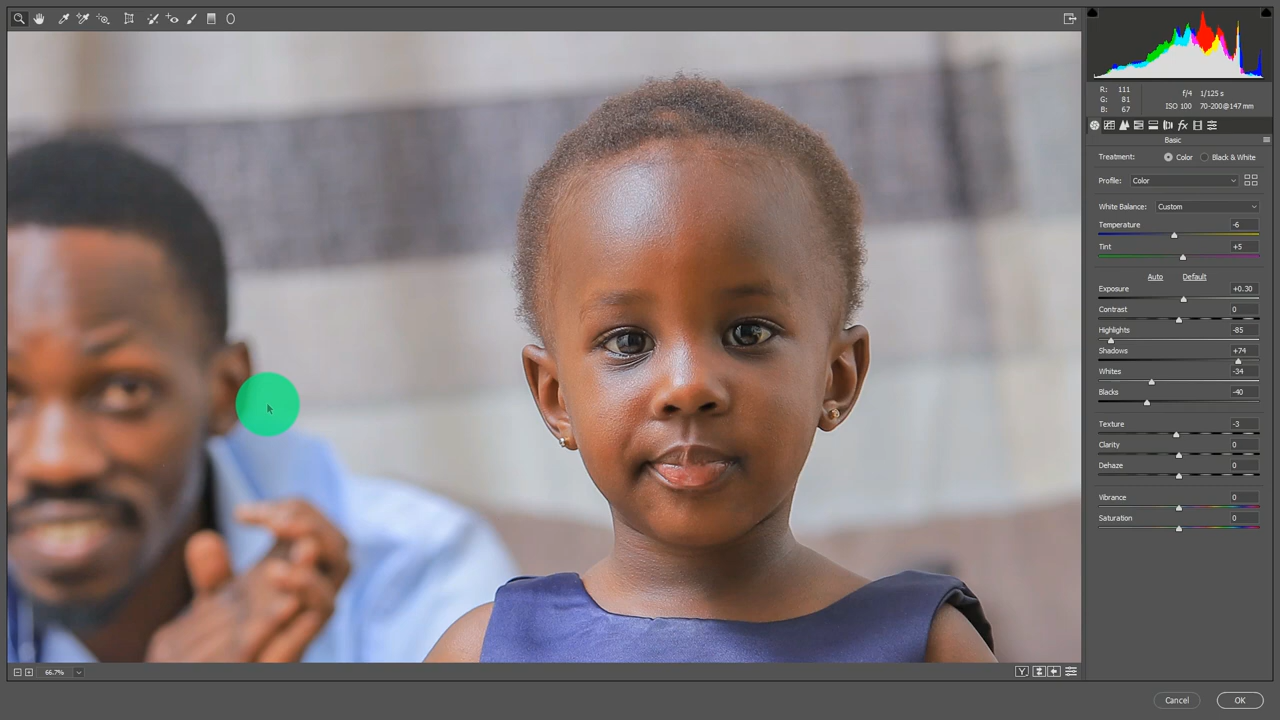 R: 111
G: 81
B: 67
f/4 1/125 s
ISO 100 70-200@147 mm
fx
Basic
Treatment: Color Black & White
Profile: Color
White Balance: Custom
Temperature -6
Tint +5
Auto Default
Exposure +0.30
Contrast 0
Highlights -85
Shadows +74
Whites -34
Blacks -40
Texture -3
Clarity 0
Dehaze 0
Vibrance 0
Saturation 0
66.7% Y
Cancel OK